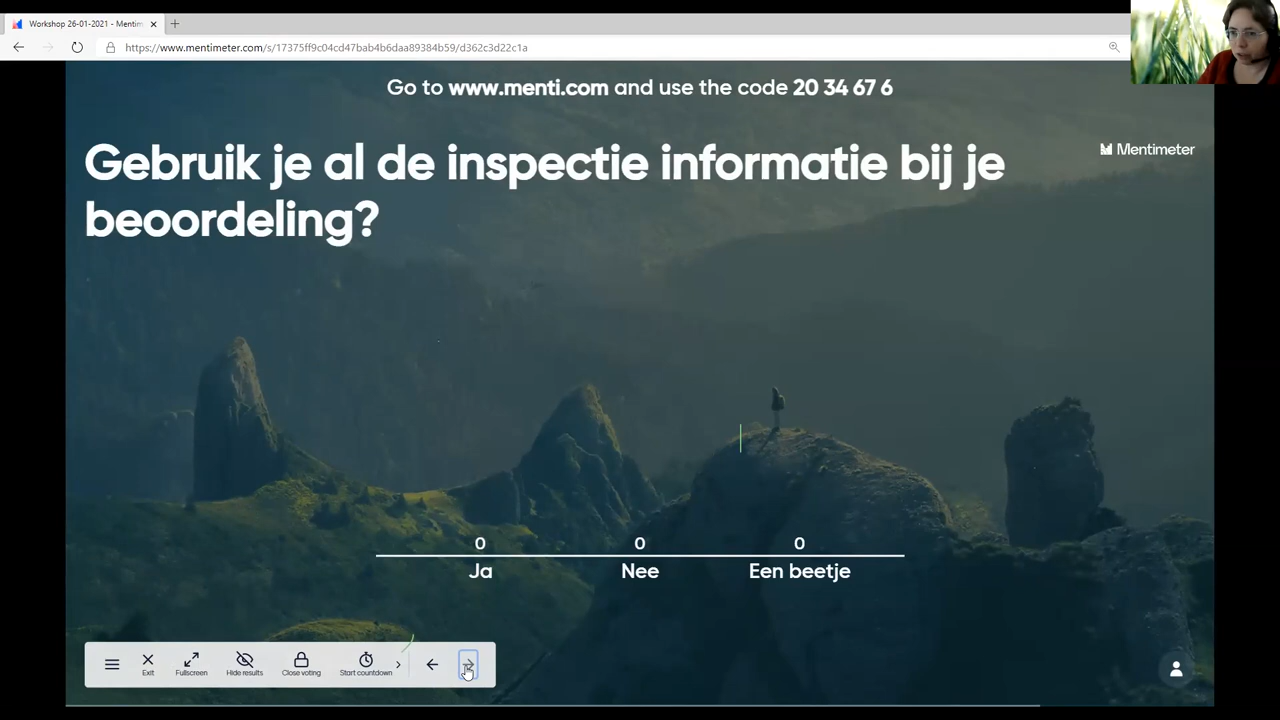 Workshop 26-01-2021 - Mentim
https://www.mentimeter.com/s/17375ff9c04cd47bab4b6daa89384b59/d362c3d22c1a
Go to www.menti.com and use the code 20 34 67 6
Gebruik je al de inspectie informatie bij je
beoordeling?
Mentimeter
0 0 0
Ja Nee Een beetje
Exit Fullscreen Hide results Close voting Start countdown